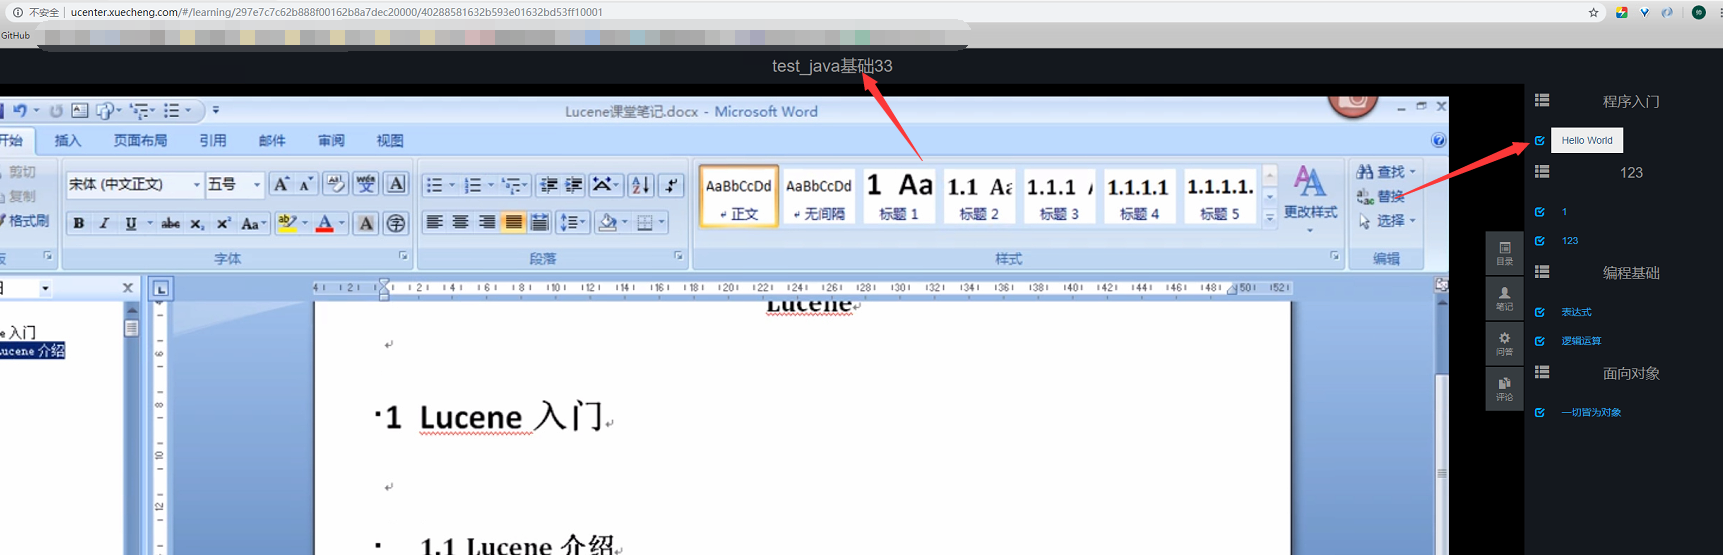 不安全 | ucenter.xuecheng.com/#/learning/297e7c7c62b888f00162b8a7dec20000/40288581632b593e01632bd53ff10001
GitHub
test_java基础33
Lucene课堂笔记.docx - Microsoft Word
开始 插入 页面布局 引用 邮件 审阅 视图
剪切
复制
格式刷
宋体 (中文正文) 五号
B I U abc x₂ x² Aa A A
字体
段落
AaBbCcDd AaBbCcDd 1 Aa 1.1 Aa 1.1.1 1.1.1.1 1.1.1.1.
正文 无间隔 标题 1 标题 2 标题 3 标题 4 标题 5
样式
更改样式
查找
替换
选择
编辑
入门
Lucene 介绍
Lucene
1 Lucene 入门
1.1 Lucene 介绍
目录
笔记
问答
评论
程序入门
Hello World
123
1
123
编程基础
表达式
逻辑运算
面向对象
一切皆为对象